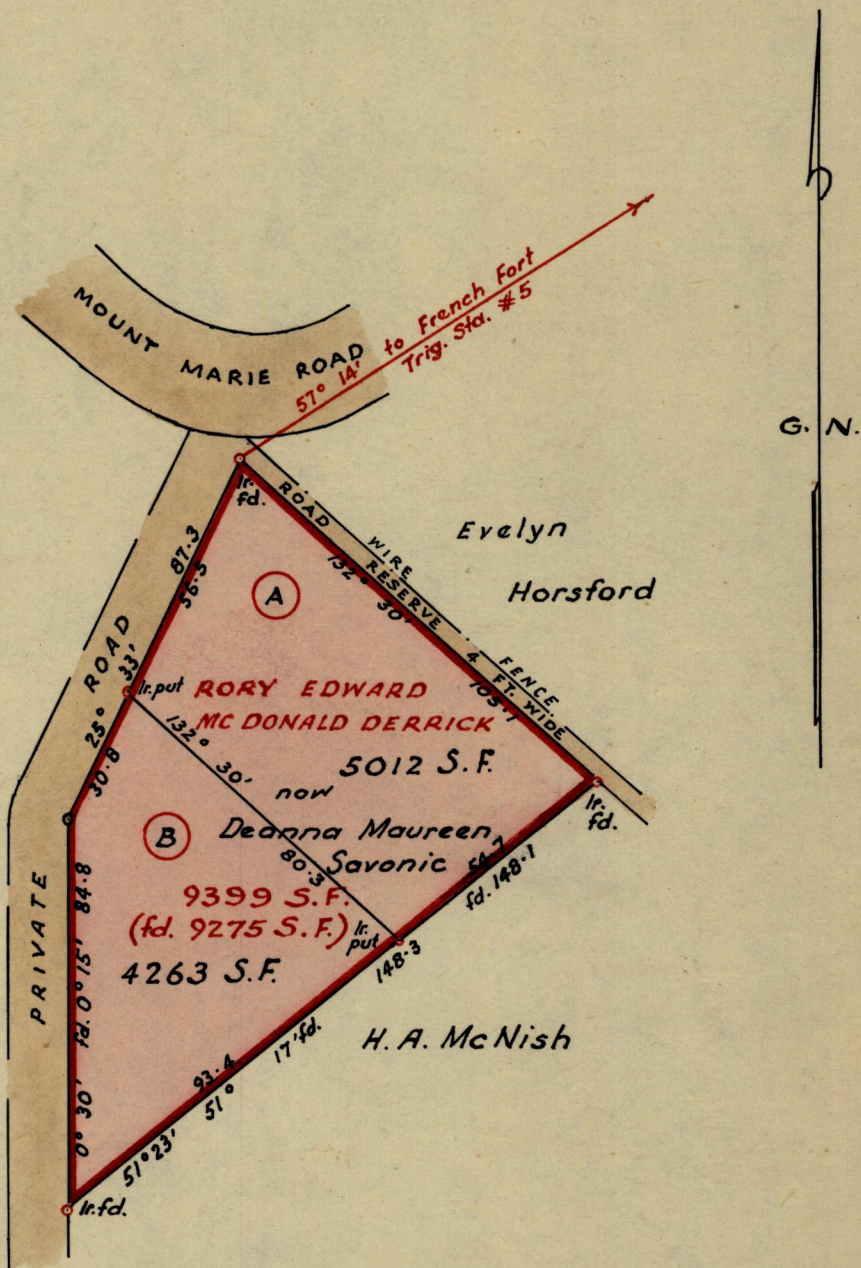 MOUNT MARIE ROAD
57° 14' to French Fort
Trig. Sta. #5
G. N.
Ir.
fd.
ROAD RESERVE 4 FT. WIDE
WIRE FENCE
Evelyn
Horsford
87.3
56.5
132° 30'
105.7
A
33'
25°
Ir. put
RORY EDWARD
MC DONALD DERRICK
5012 S.F.
132° 30'
now
30.8
B
Deanna Maureen
Savonic
80.3
Ir.
fd.
54.7
fd. 148.1
9399 S.F.
(fd. 9275 S.F.)
Ir.
put
4263 S.F.
148.3
84.8
fd. 0° 15'
0° 30'
PRIVATE ROAD
H. A. McNish
17' fd.
93.4
51°
51° 23'
Ir. fd.